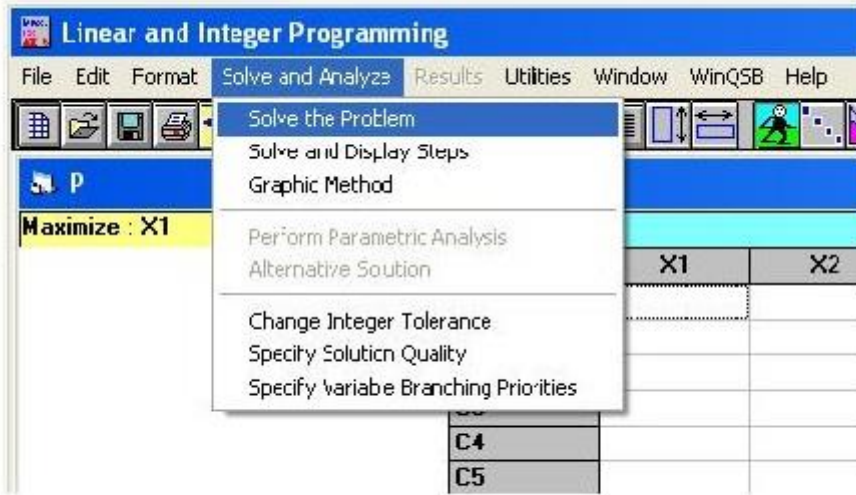 Linear and Integer Programming
File Edit Format Solve and Analyze Results Utilities Window WinQSB Help
Solve the Problem
Solve and Display Steps
Graphic Method
P
Maximize : X1
Perform Parametric Analysis
Alternative Soution
X1 X2
Change Integer Tolerance
Specify Solution Quality
Specify Variabe Branching Priorities
C4
C5